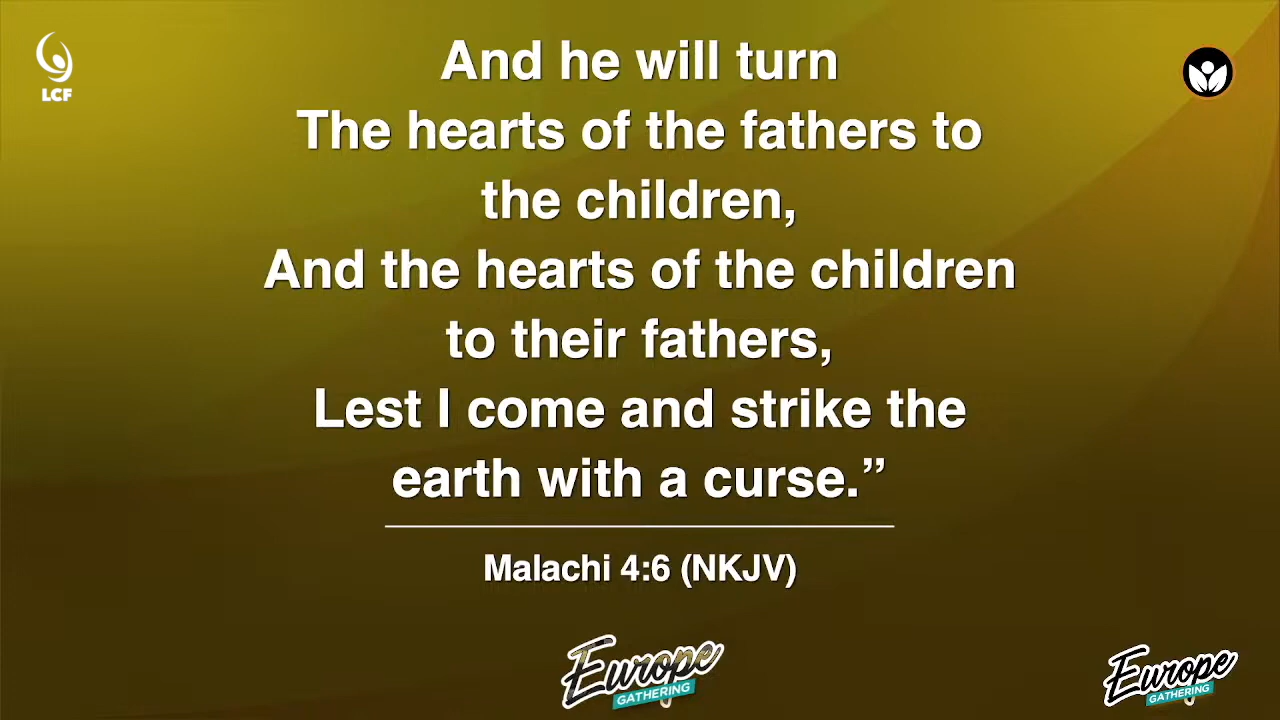 LCF
And he will turn
The hearts of the fathers to
the children,
And the hearts of the children
to their fathers,
Lest I come and strike the
earth with a curse.”
Malachi 4:6 (NKJV)
Europe
GATHERING
Europe
GATHERING